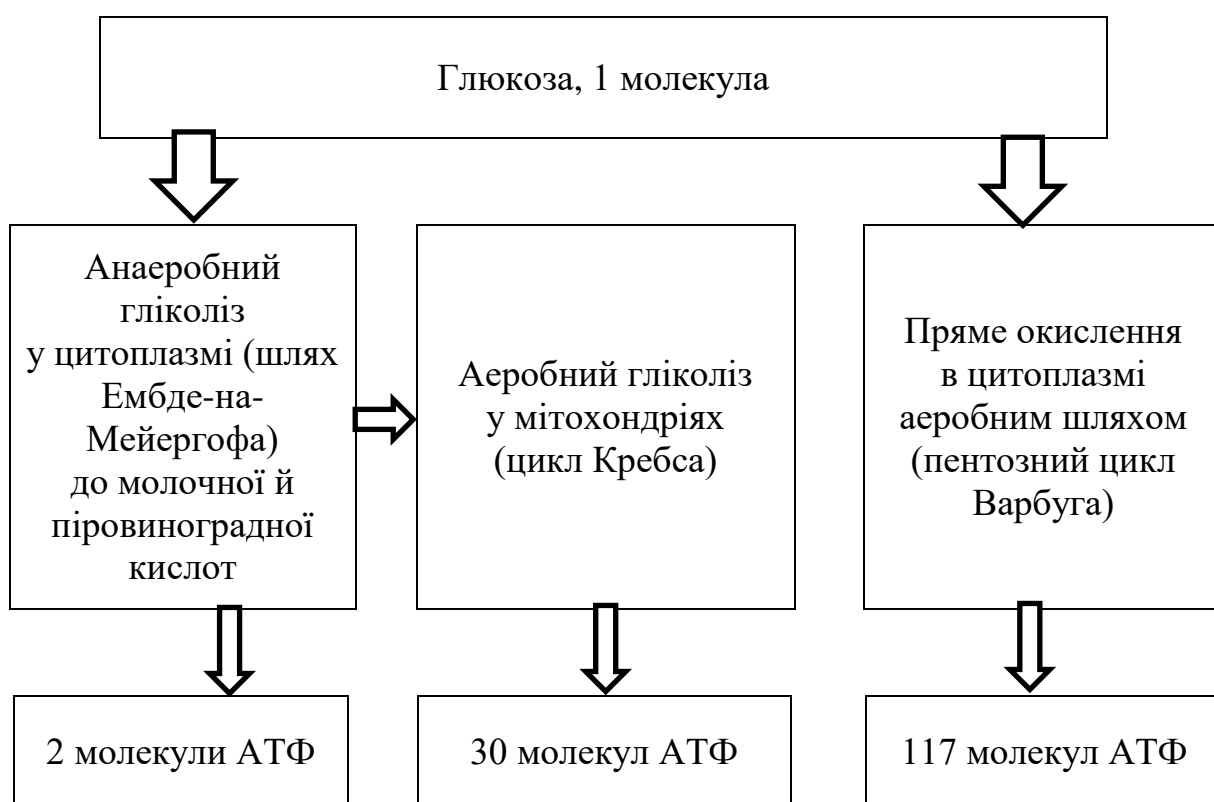 Глюкоза, 1 молекула
Анаеробний
гліколіз
у цитоплазмі (шлях
Ембде-на-
Мейергофа)
до молочної й
піровиноградної
кислот
Аеробний гліколіз
у мітохондріях
(цикл Кребса)
Пряме окислення
в цитоплазмі
аеробним шляхом
(пентозний цикл
Варбуга)
2 молекули АТФ
30 молекул АТФ
117 молекул АТФ